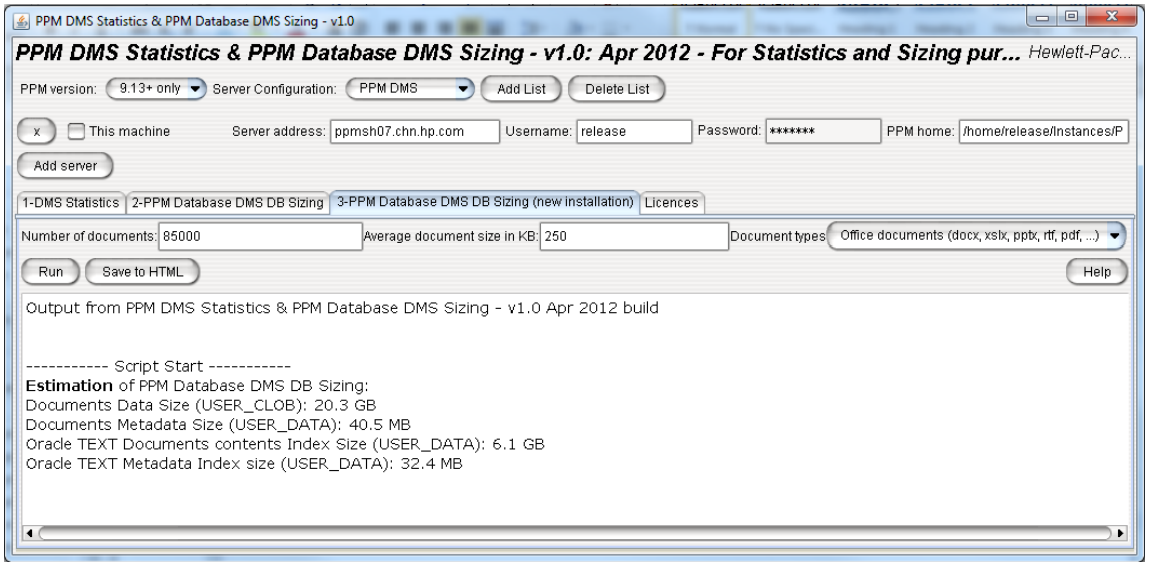 PPM DMS Statistics & PPM Database DMS Sizing - v1.0
PPM DMS Statistics & PPM Database DMS Sizing - v1.0: Apr 2012 - For Statistics and Sizing pur... Hewlett-Pac...
PPM version: 9.13+ only Server Configuration: PPM DMS Add List Delete List
x This machine Server address: ppmsh07.chn.hp.com Username: release Password: ******* PPM home: /home/release/Instances/P
Add server
1-DMS Statistics 2-PPM Database DMS DB Sizing 3-PPM Database DMS DB Sizing (new installation) Licences
Number of documents: 85000 Average document size in KB: 250 Document types Office documents (docx, xslx, pptx, rtf, pdf, ...)
Run Save to HTML Help
Output from PPM DMS Statistics & PPM Database DMS Sizing - v1.0 Apr 2012 build
----------- Script Start -----------
Estimation of PPM Database DMS DB Sizing:
Documents Data Size (USER_CLOB): 20.3 GB
Documents Metadata Size (USER_DATA): 40.5 MB
Oracle TEXT Documents contents Index Size (USER_DATA): 6.1 GB
Oracle TEXT Metadata Index size (USER_DATA): 32.4 MB